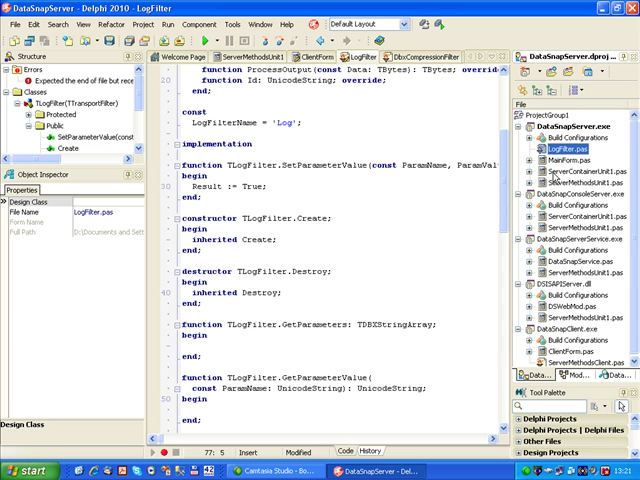 DataSnapServer - Delphi 2010 - LogFilter
File Edit Search View Refactor Project Run Component Tools Window Help
Default Layout
Structure
Errors
Expected the end of file but rece
Classes
TLogFilter(TTransportFilter)
Protected
Public
SetParameterValue(const
Create
Object Inspector
Properties
Design Class
File Name LogFilter.pas
Form Name
Full Path D:\Documents and Sett
Design Class
Welcome Page ServerMethodsUnit1 ClientForm LogFilter DbxCompressionFilter
function ProcessOutput(const Data: TBytes): TBytes; override
20 function Id: UnicodeString; override;
end;
const
LogFilterName = 'Log';
implementation
function TLogFilter.SetParameterValue(const ParamName, ParamVal
begin
30 Result := True;
end;
constructor TLogFilter.Create;
begin
inherited Create;
end;
destructor TLogFilter.Destroy;
begin
40 inherited Destroy;
end;
function TLogFilter.GetParameters: TDBXStringArray;
begin
end;
function TLogFilter.GetParameterValue(
const ParamName: UnicodeString): UnicodeString;
begin
end;
77: 5 Insert Modified Code History
DataSnapServer.dproj
File
ProjectGroup1
DataSnapServer.exe
Build Configurations
LogFilter.pas
MainForm.pas
ServerContainerUnit1.pas
ServerMethodsUnit1.pas
DataSnapConsoleServer.exe
Build Configurations
ServerContainerUnit1.pas
ServerMethodsUnit1.pas
DataSnapServerService.exe
Build Configurations
DataSnapService.pas
ServerMethodsUnit1.pas
DSISAPIServer.dll
Build Configurations
DSWebMod.pas
ServerMethodsUnit1.pas
DataSnapClient.exe
Build Configurations
ClientForm.pas
ServerMethodsClient.pas
Data... Mod... Data...
Tool Palette
Delphi Projects
Delphi Projects | Delphi Files
Other Files
Design Projects
start
Camtasia Studio - Bo...
DataSnapServer - Del...
13:21